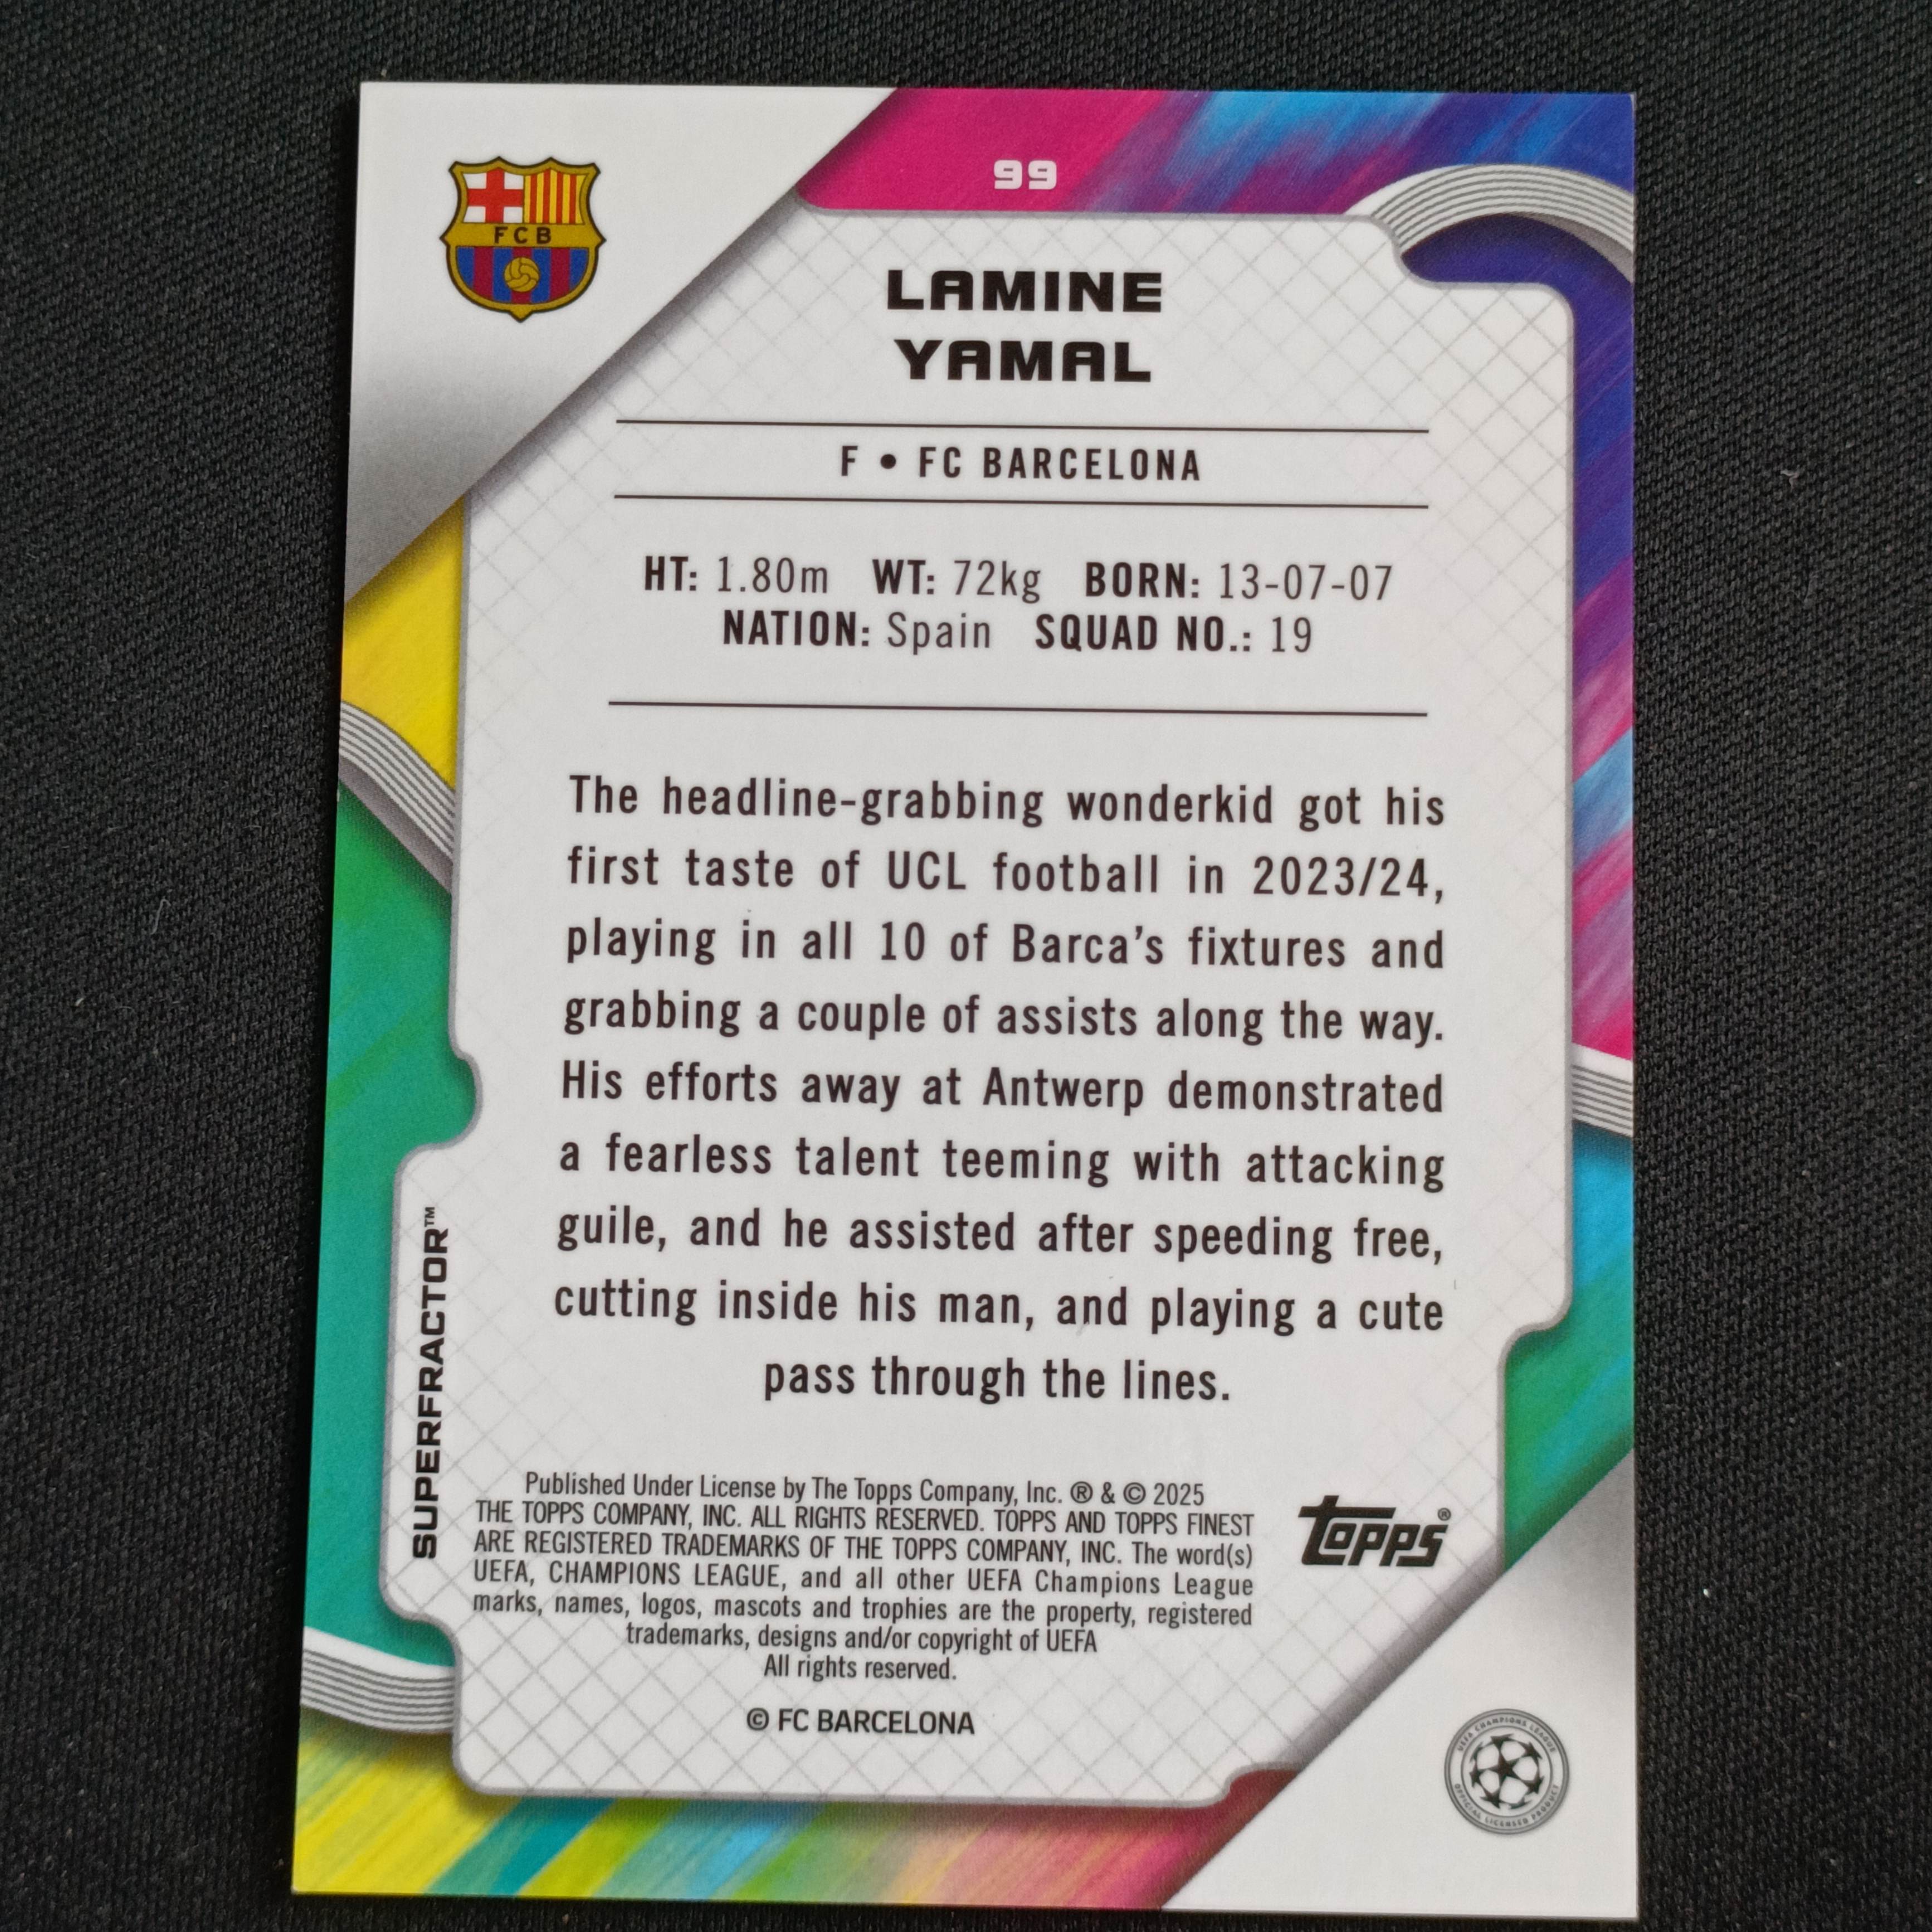 99
FCB
LAMINE
YAMAL
F • FC BARCELONA
HT: 1.80m WT: 72kg BORN: 13-07-07
NATION: Spain SQUAD NO.: 19
The headline-grabbing wonderkid got his
first taste of UCL football in 2023/24,
playing in all 10 of Barca's fixtures and
grabbing a couple of assists along the way.
His efforts away at Antwerp demonstrated
a fearless talent teeming with attacking
guile, and he assisted after speeding free,
cutting inside his man, and playing a cute
pass through the lines.
SUPERFRACTOR™
Published Under License by The Topps Company, Inc. ® & © 2025
THE TOPPS COMPANY, INC. ALL RIGHTS RESERVED. TOPPS AND TOPPS FINEST
ARE REGISTERED TRADEMARKS OF THE TOPPS COMPANY, INC. The word(s)
UEFA, CHAMPIONS LEAGUE, and all other UEFA Champions League
marks, names, logos, mascots and trophies are the property, registered
trademarks, designs and/or copyright of UEFA
All rights reserved.
topps®
© FC BARCELONA
UEFA CHAMPIONS LEAGUE
OFFICIAL LICENSED PRODUCT